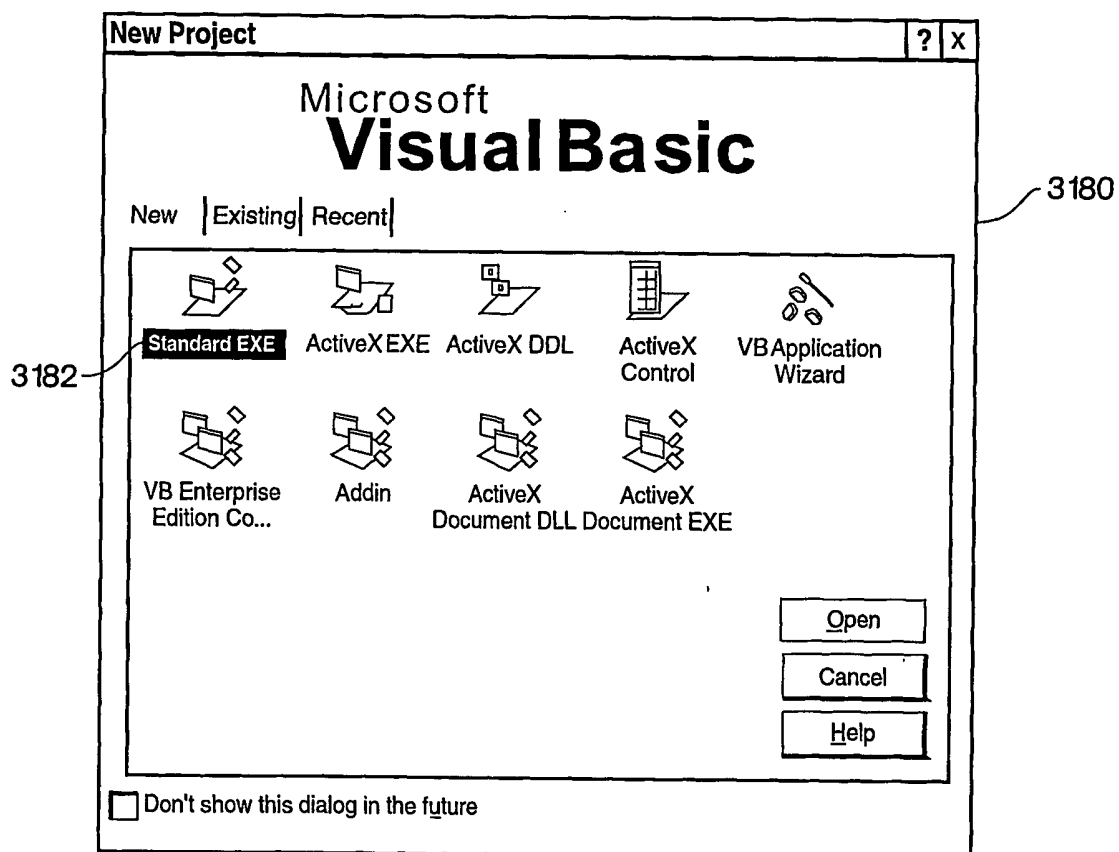 New Project ? X
Microsoft
Visual Basic
3180
New Existing Recent
Standard EXE ActiveX EXE ActiveX DDL ActiveX Control VB Application Wizard
3182
VB Enterprise Edition Co... Addin ActiveX Document DLL ActiveX Document EXE
Open
Cancel
Help
Don't show this dialog in the future